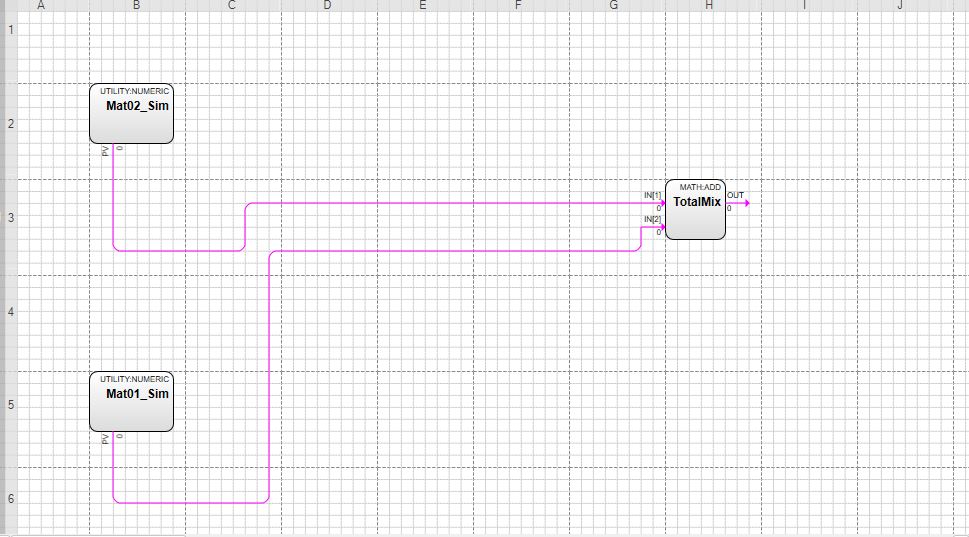 A B C D E F G H I J
1
UTILITY:NUMERIC
Mat02_Sim
2
PV 0
MATH:ADD
IN[1] TotalMix OUT
0 0
3
IN[2]
0
4
UTILITY:NUMERIC
Mat01_Sim
5
PV 0
6